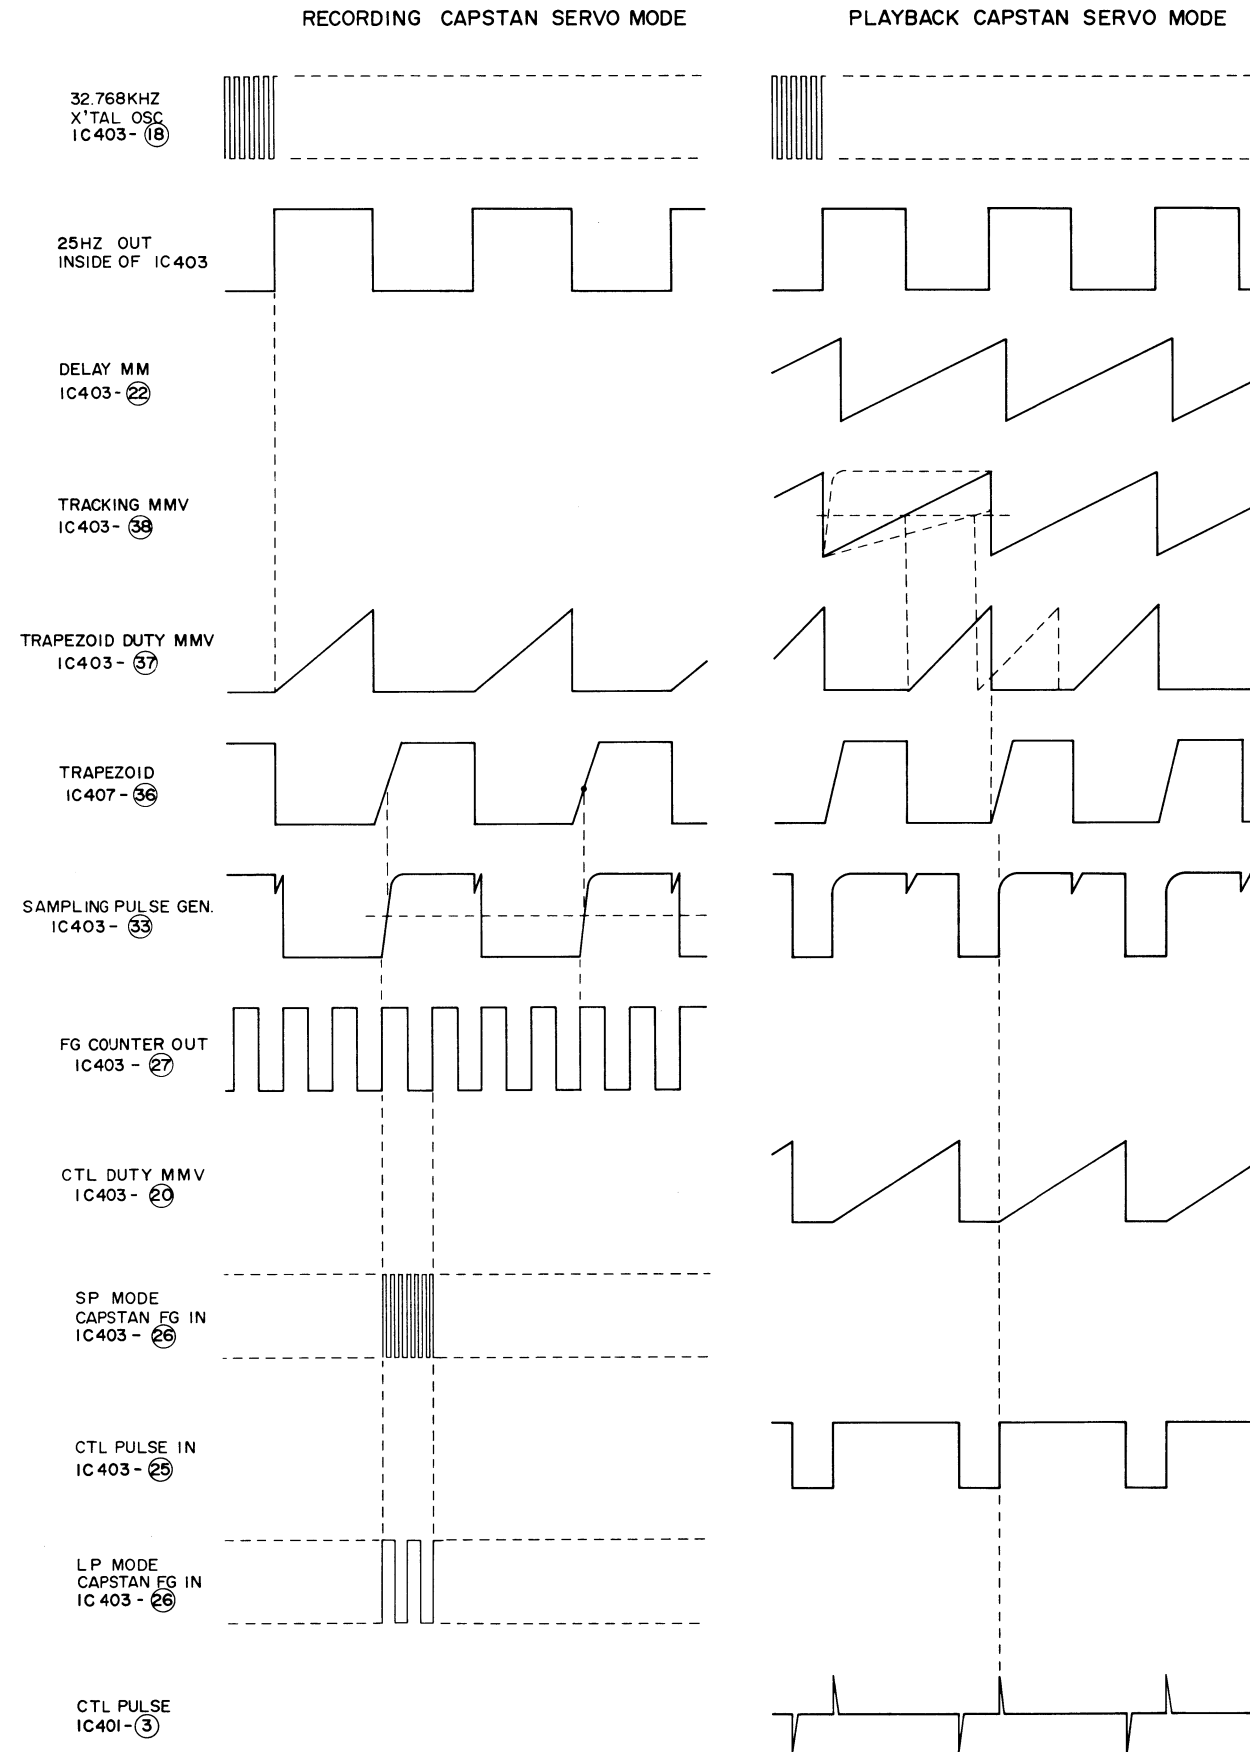 RECORDING CAPSTAN SERVO MODE
PLAYBACK CAPSTAN SERVO MODE
32.768KHZ
X'TAL OSC
IC403-⑱
25HZ OUT
INSIDE OF IC403
DELAY MM
IC403-㉒
TRACKING MMV
IC403-㊳
TRAPEZOID DUTY MMV
IC403-㊲
TRAPEZOID
IC407-㊱
SAMPLING PULSE GEN.
IC403-㉝
FG COUNTER OUT
IC403-㉗
CTL DUTY MMV
IC403-⑳
SP MODE
CAPSTAN FG IN
IC403-㉖
CTL PULSE IN
IC403-㉕
LP MODE
CAPSTAN FG IN
IC403-㉖
CTL PULSE
IC401-③